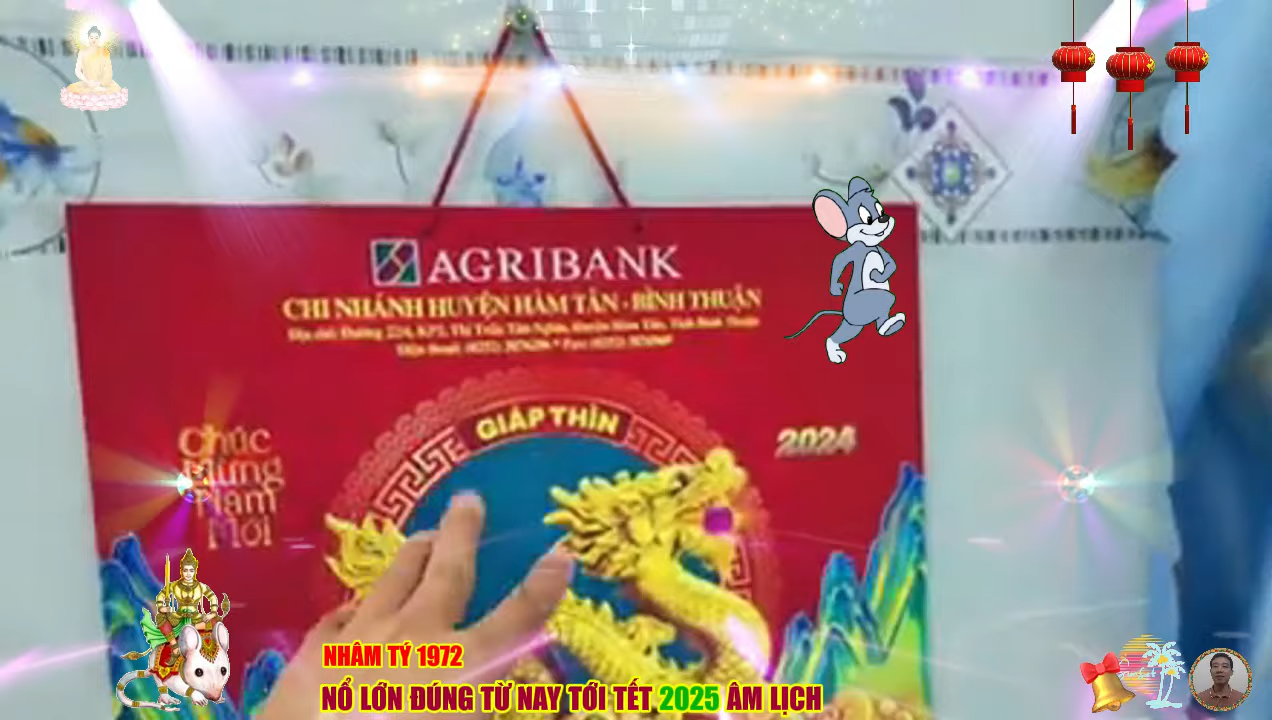 AGRIBANK
CHI NHÁNH HUYỆN HÀM TÂN - BÌNH THUẬN
GIÁP THÌN
2024
Chúc
Mừng
Năm
Mới
NHÂM TÝ 1972
NỔ LỚN ĐÚNG TỪ NAY TỚI TẾT 2025 ÂM LỊCH